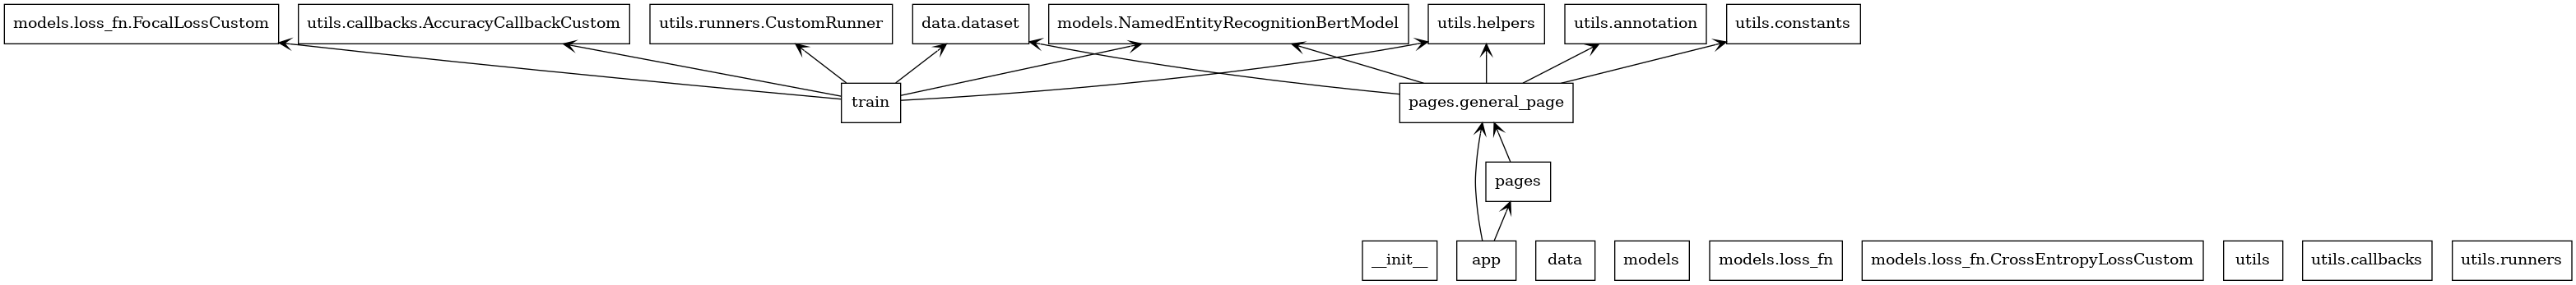 models.loss_fn.FocalLossCustom
utils.callbacks.AccuracyCallbackCustom
utils.runners.CustomRunner
data.dataset
models.NamedEntityRecognitionBertModel
utils.helpers
utils.annotation
utils.constants
train
pages.general_page
pages
__init__
app
data
models
models.loss_fn
models.loss_fn.CrossEntropyLossCustom
utils
utils.callbacks
utils.runners